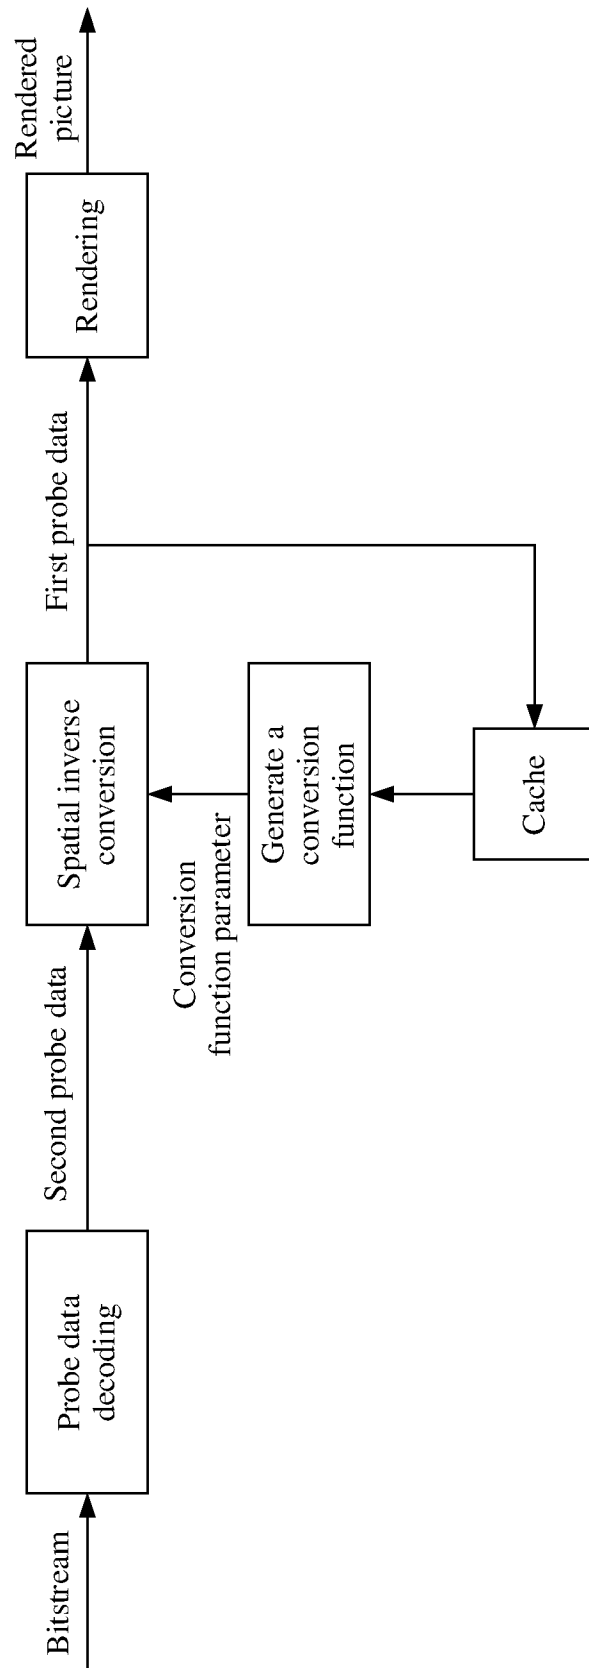 Bitstream
Probe data
decoding
Second probe data
Spatial inverse
conversion
Conversion
function parameter
Generate a
conversion
function
Cache
First probe data
Rendering
Rendered
picture